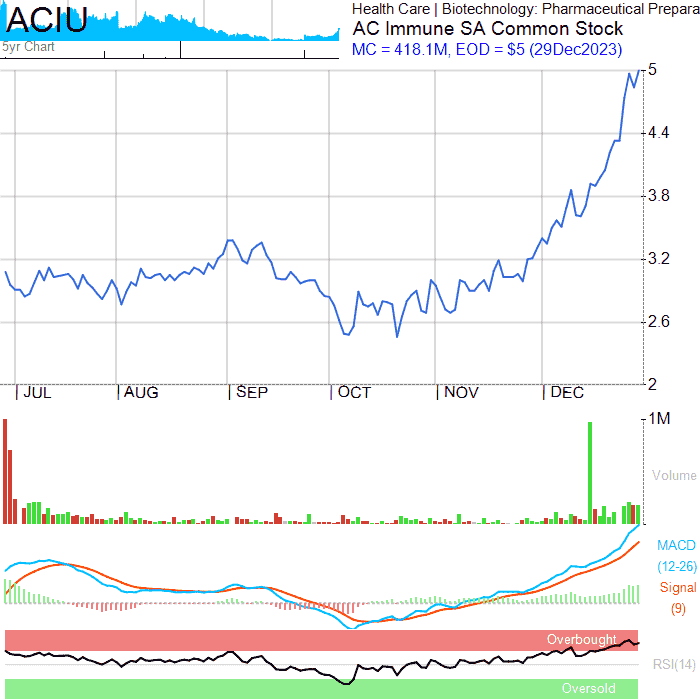 ACIU
5yr Chart
Health Care | Biotechnology: Pharmaceutical Prepara
AC Immune SA Common Stock
MC = 418.1M, EOD = $5 (29Dec2023)
5
4.4
3.8
3.2
2.6
2
JUL AUG SEP OCT NOV DEC
1M
Volume
MACD
(12-26)
Signal
(9)
Overbought
RSI(14)
Oversold